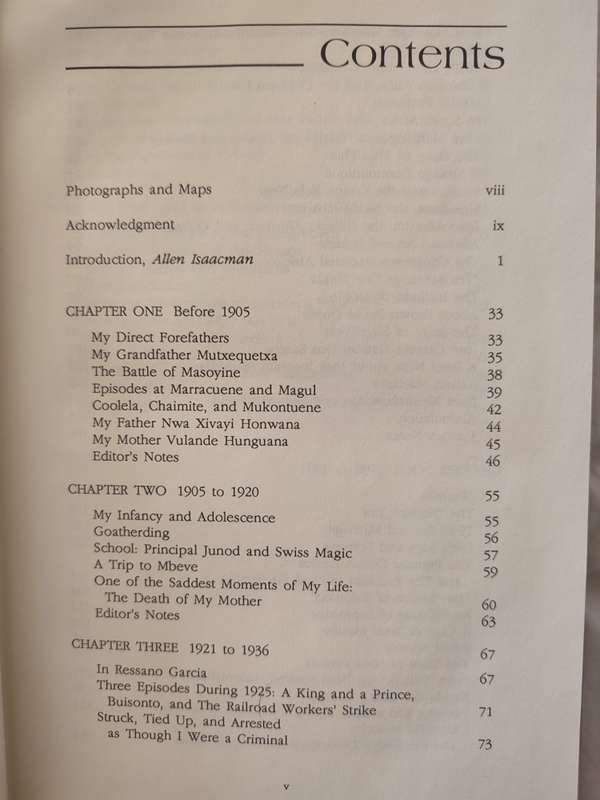 Contents
Photographs and Maps viii
Acknowledgment ix
Introduction, Allen Isaacman 1
CHAPTER ONE Before 1905 33
My Direct Forefathers 33
My Grandfather Mutxequetxa 35
The Battle of Masoyine 38
Episodes at Marracuene and Magul 39
Coolela, Chaimite, and Mukontuene 42
My Father Nwa Xivayi Honwana 44
My Mother Vulande Hunguana 45
Editor's Notes 46
CHAPTER TWO 1905 to 1920 55
My Infancy and Adolescence 55
Goatherding 56
School: Principal Junod and Swiss Magic 57
A Trip to Mbeve 59
One of the Saddest Moments of My Life:
The Death of My Mother 60
Editor's Notes 63
CHAPTER THREE 1921 to 1936 67
In Ressano Garcia 67
Three Episodes During 1925: A King and a Prince,
Buisonto, and The Railroad Workers' Strike 71
Struck, Tied Up, and Arrested
as Though I Were a Criminal 73
v